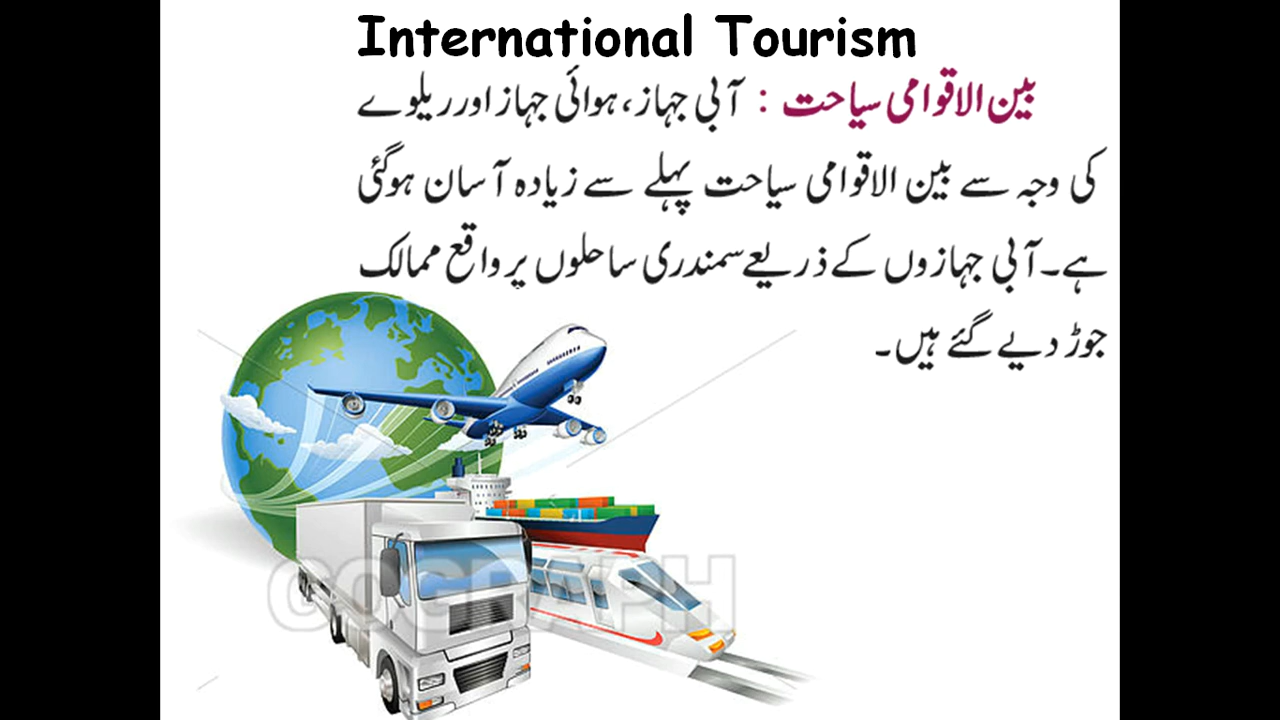 International Tourism
بین الاقوامی سیاحت : آبی جہاز، ہوائی جہاز اور ریلوے
کی وجہ سے بین الاقوامی سیاحت پہلے سے زیادہ آسان ہوگئی
ہے۔ آبی جہازوں کے ذریعے سمندری ساحلوں پر واقع ممالک
جوڑ دیے گئے ہیں۔
GOGRAPH